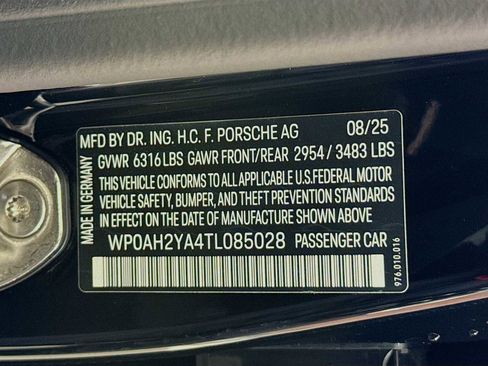 MFD BY DR. ING. H.C. F. PORSCHE AG 08/25
GVWR 6316LBS GAWR FRONT/REAR 2954 / 3483 LBS
THIS VEHICLE CONFORMS TO ALL APPLICABLE U.S.FEDERAL MOTOR
VEHICLE SAFETY, BUMPER, AND THEFT PREVENTION STANDARDS
IN EFFECT ON THE DATE OF MANUFACTURE SHOWN ABOVE
WP0AH2YA4TL085028 PASSENGER CAR
MADE IN GERMANY
976.010.016